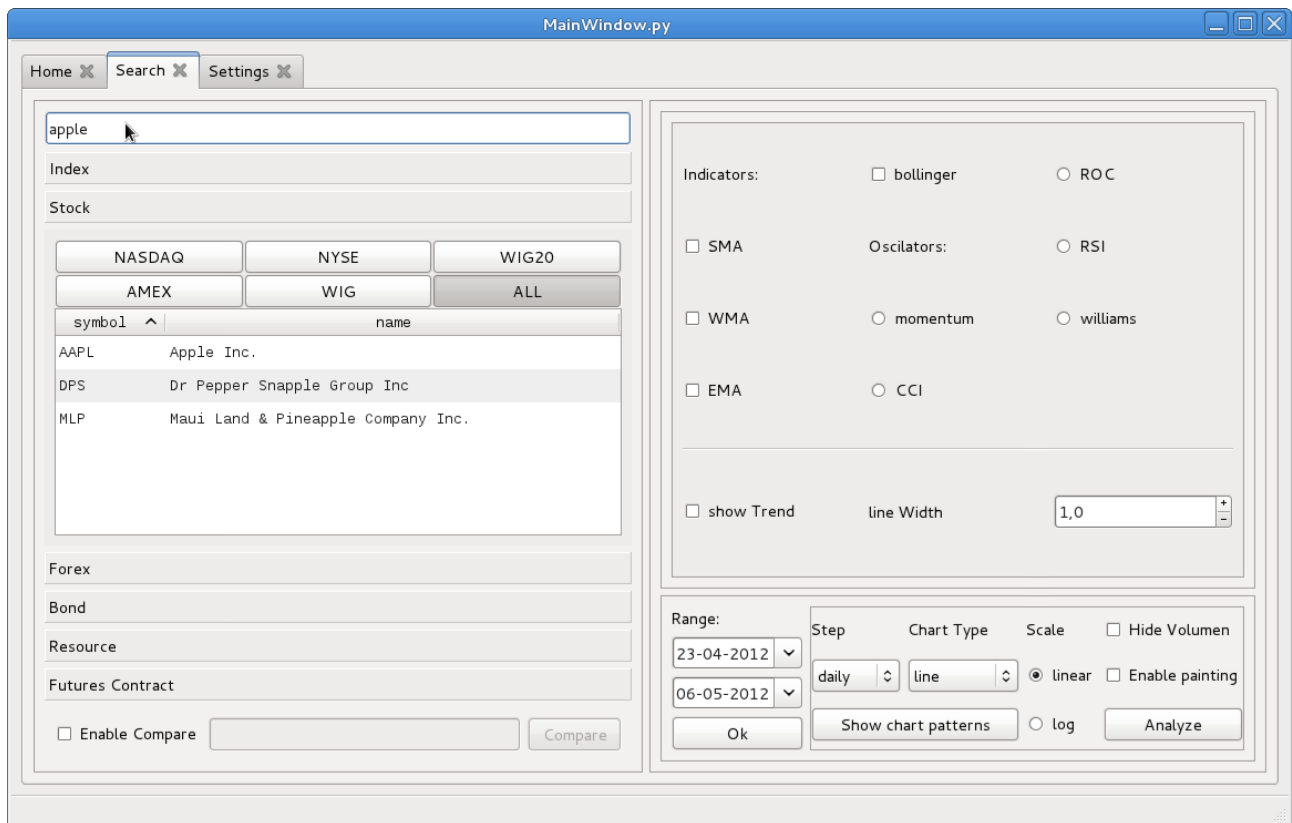 MainWindow.py
Home Search Settings
apple
Index
Stock
NASDAQ NYSE WIG20
AMEX WIG ALL
symbol name
AAPL Apple Inc.
DPS Dr Pepper Snapple Group Inc
MLP Maui Land & Pineapple Company Inc.
Forex
Bond
Resource
Futures Contract
Enable Compare Compare
Indicators: bollinger ROC
SMA Oscilators: RSI
WMA momentum williams
EMA CCI
show Trend line Width 1,0
Range:
23-04-2012
06-05-2012
Ok
Step Chart Type Scale Hide Volumen
daily line linear Enable painting
Show chart patterns log Analyze